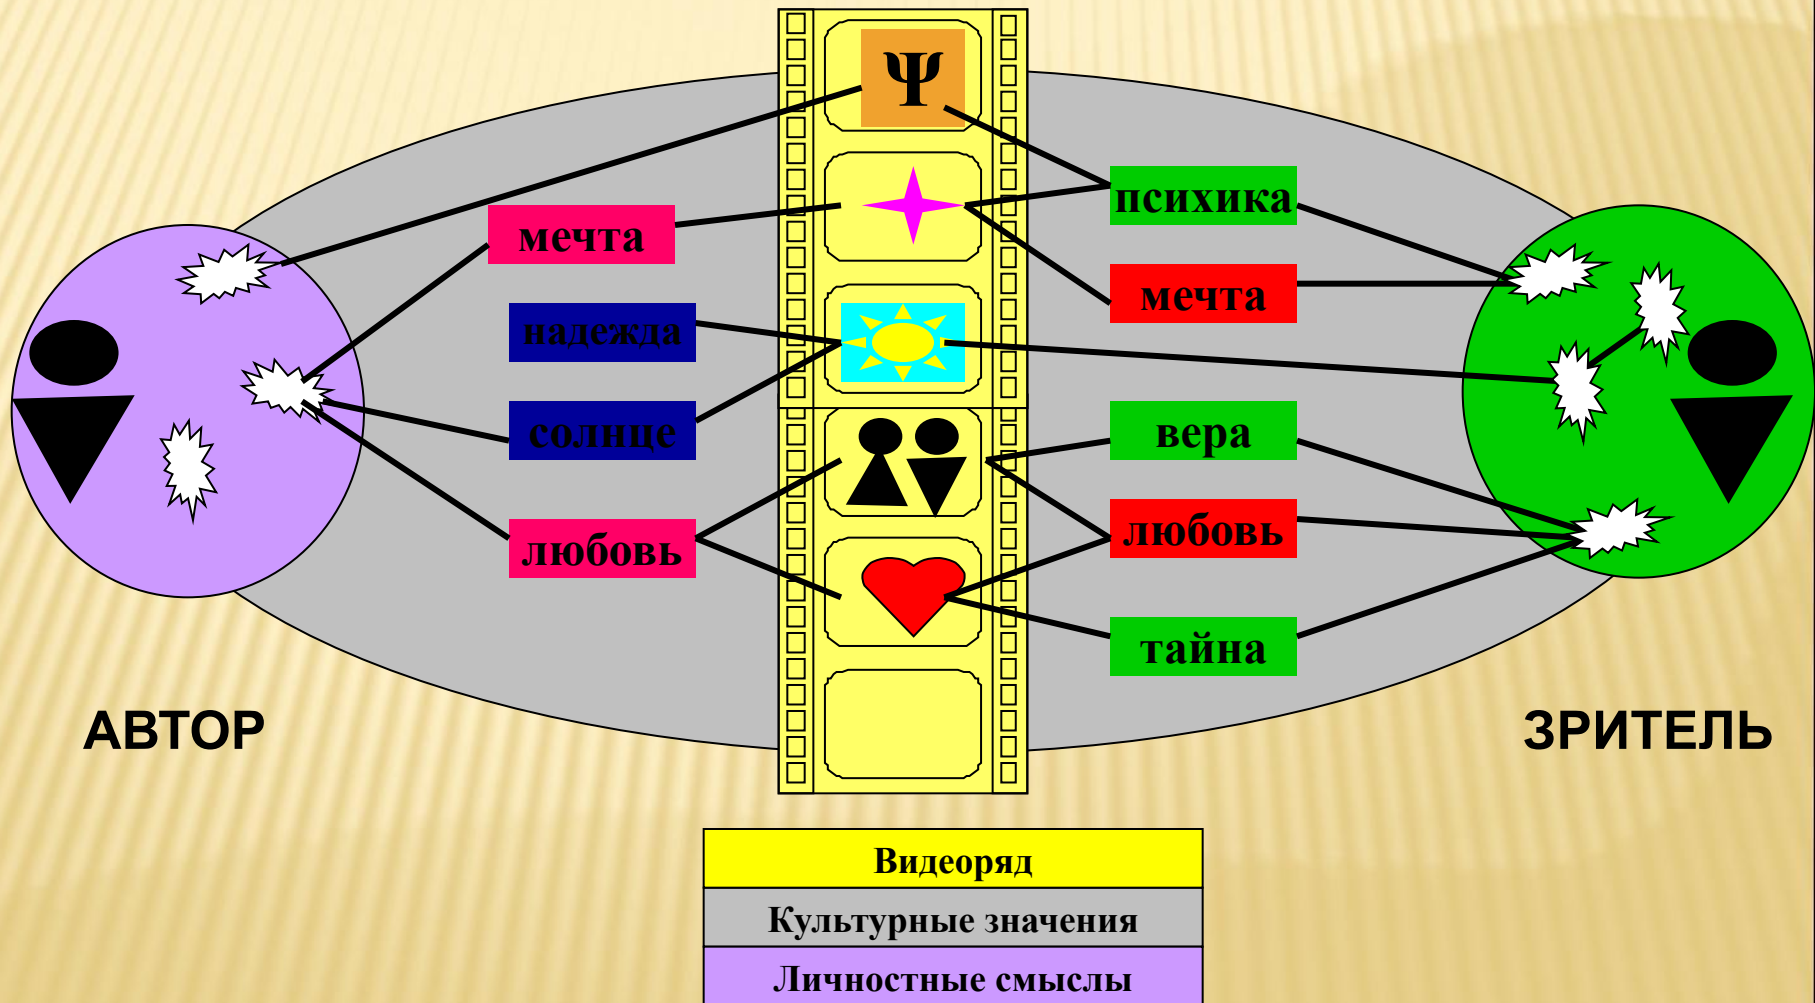 Ψ
мечта
надежда
солнце
любовь
психика
мечта
вера
любовь
тайна
АВТОР
ЗРИТЕЛЬ
Видеоряд
Культурные значения
Личностные смыслы